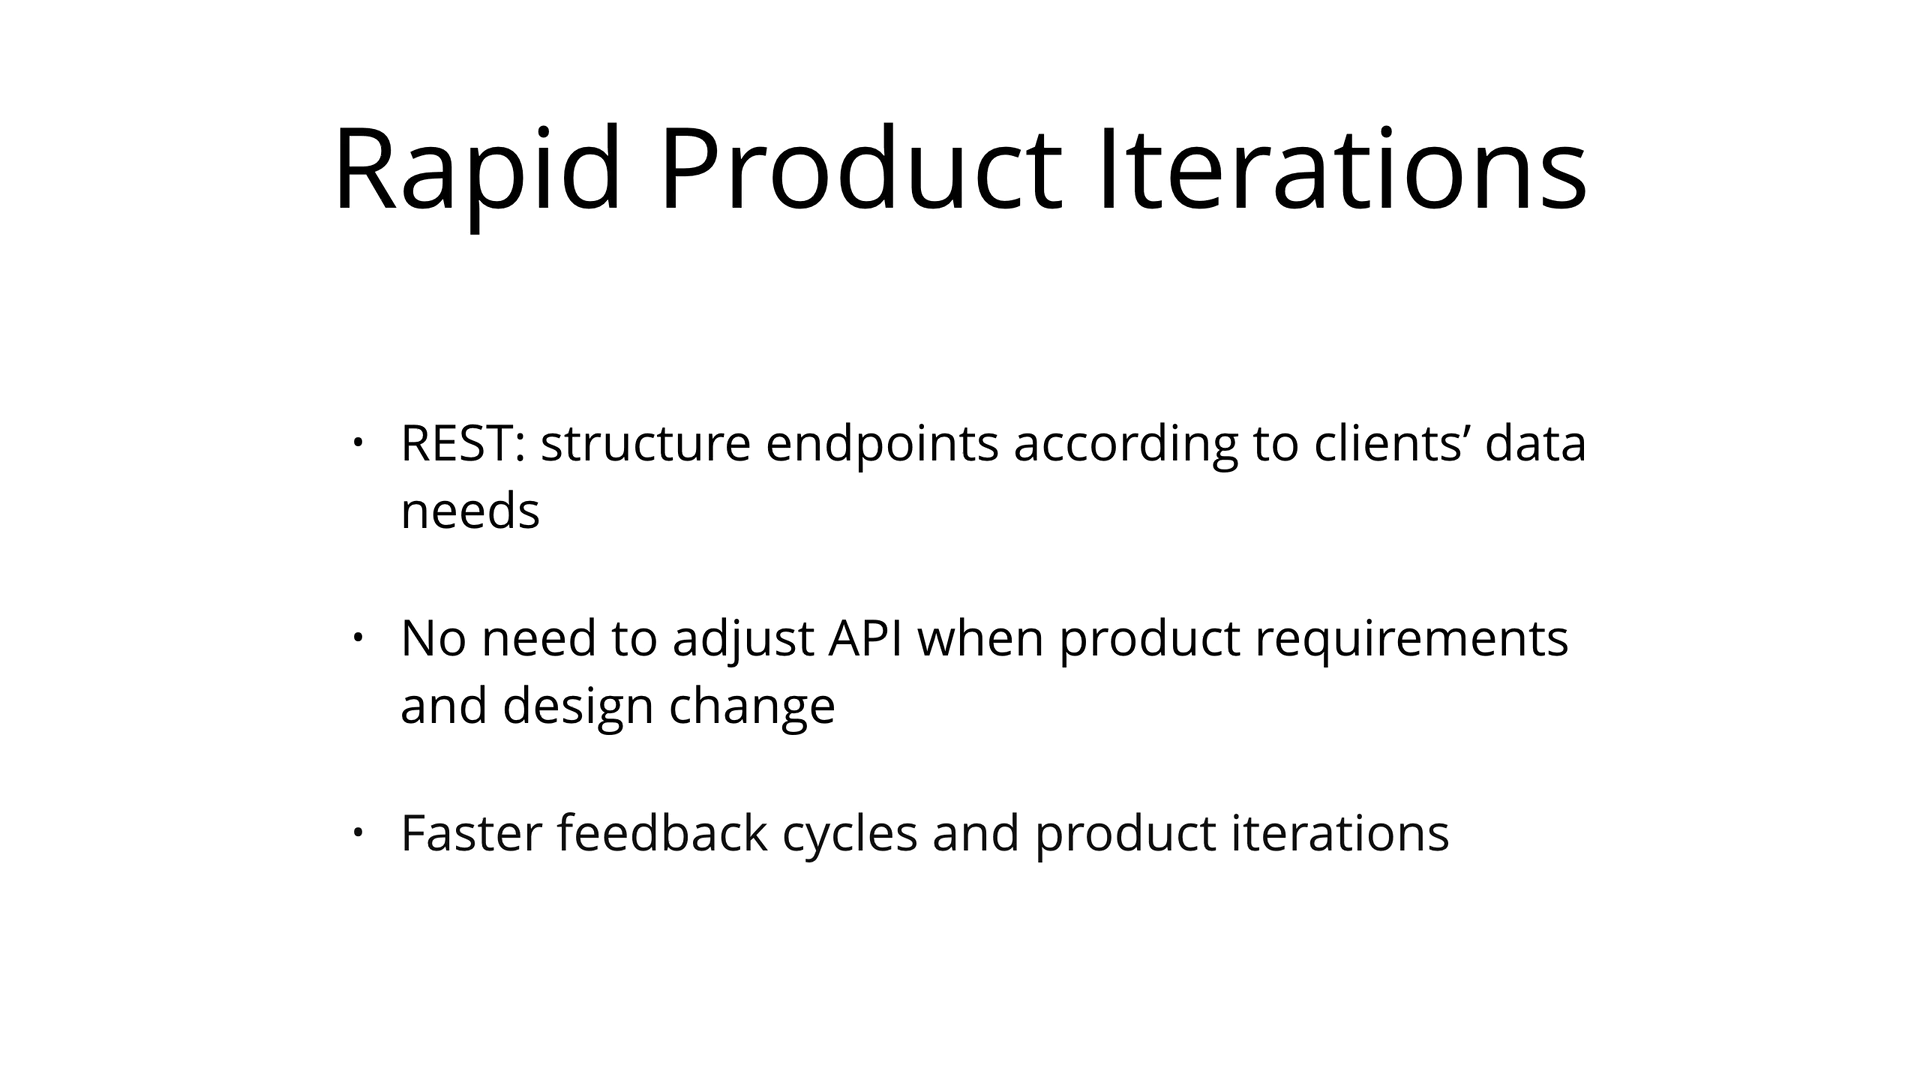 Rapid Product Iterations
• REST: structure endpoints according to clients’ data
needs
• No need to adjust API when product requirements
and design change
• Faster feedback cycles and product iterations